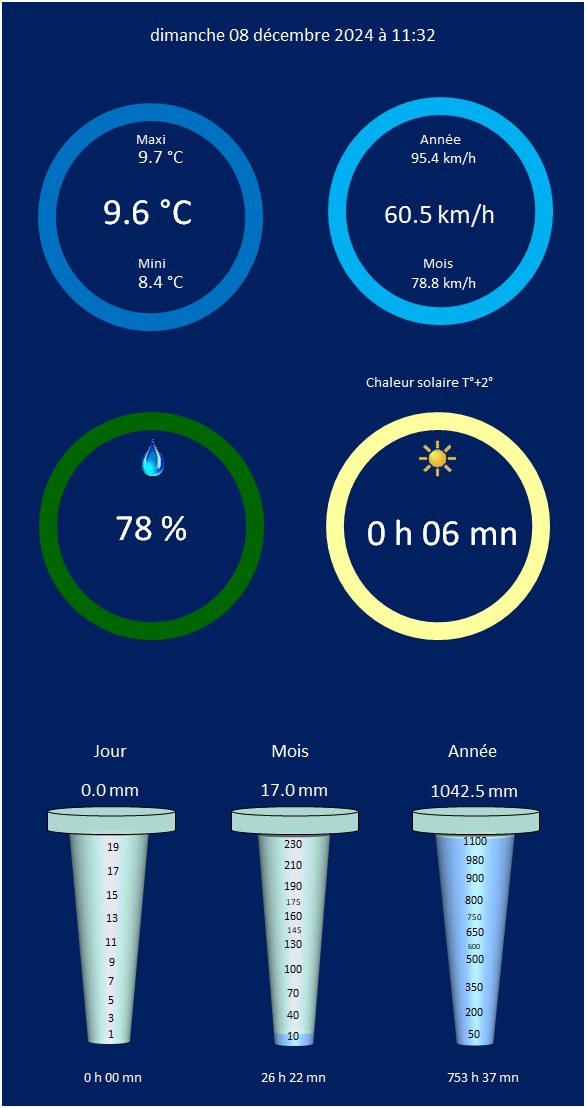 dimanche 08 décembre 2024 à 11:32
Maxi
9.7 °C
9.6 °C
Mini
8.4 °C
Année
95.4 km/h
60.5 km/h
Mois
78.8 km/h
Chaleur solaire T°+2°
78 %
0 h 06 mn
Jour
0.0 mm
19
17
15
13
11
9
7
5
3
1
0 h 00 mn
Mois
17.0 mm
230
210
190
175
160
145
130
100
70
40
10
26 h 22 mn
Année
1042.5 mm
1100
980
900
800
750
650
600
500
350
200
50
753 h 37 mn